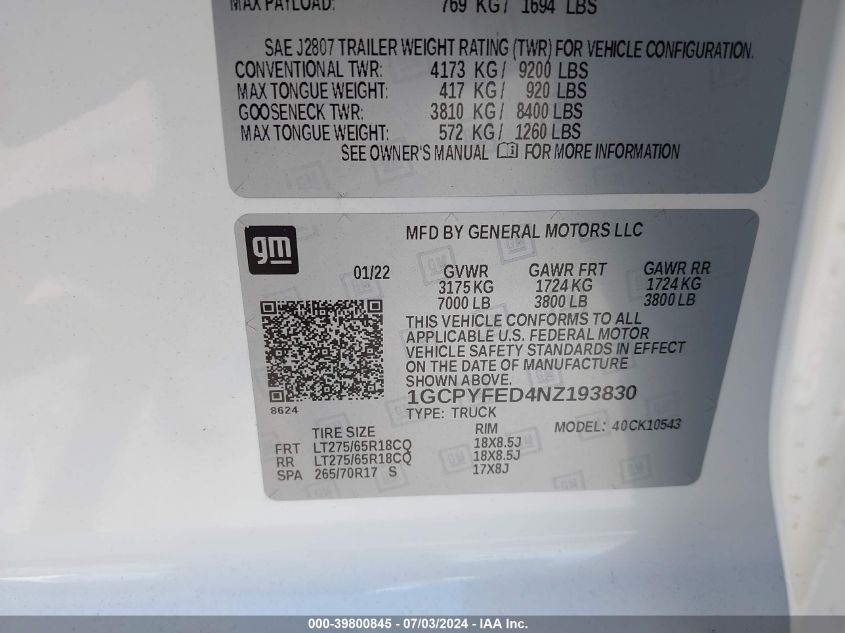 MAX PAYLOAD: 769 KG / 1694 LBS
SAE J2807 TRAILER WEIGHT RATING (TWR) FOR VEHICLE CONFIGURATION.
CONVENTIONAL TWR: 4173 KG / 9200 LBS
MAX TONGUE WEIGHT: 417 KG / 920 LBS
GOOSENECK TWR: 3810 KG / 8400 LBS
MAX TONGUE WEIGHT: 572 KG / 1260 LBS
SEE OWNER'S MANUAL FOR MORE INFORMATION
gm
MFD BY GENERAL MOTORS LLC
01/22 GVWR GAWR FRT GAWR RR
3175 KG 1724 KG 1724 KG
7000 LB 3800 LB 3800 LB
THIS VEHICLE CONFORMS TO ALL
APPLICABLE U.S. FEDERAL MOTOR
VEHICLE SAFETY STANDARDS IN EFFECT
ON THE DATE OF MANUFACTURE
SHOWN ABOVE.
1GCPYFED4NZ193830
8624
TYPE: TRUCK
TIRE SIZE RIM MODEL: 40CK10543
FRT LT275/65R18CQ 18X8.5J
RR LT275/65R18CQ 18X8.5J
SPA 265/70R17 S 17X8J
000-39800845 - 07/03/2024 - IAA Inc.